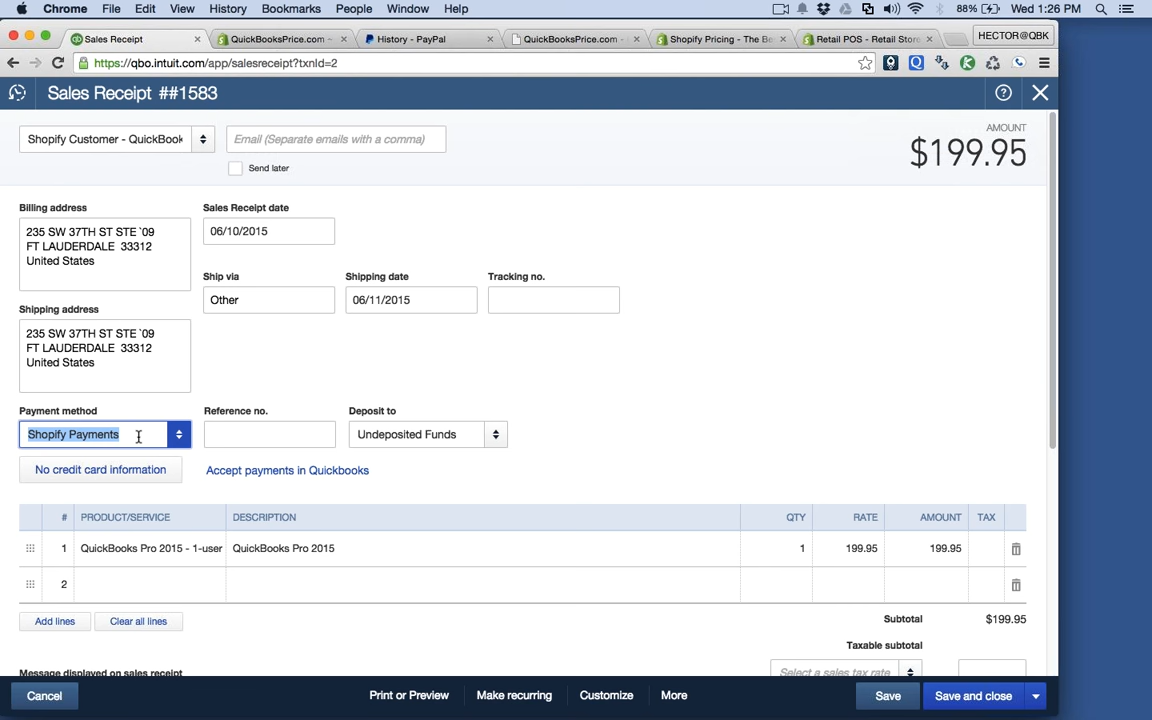 Chrome File Edit View History Bookmarks People Window Help 88% Wed 1:26 PM
Sales Receipt QuickBooksPrice.com – History - PayPal QuickBooksPrice.com – Shopify Pricing - The Be Retail POS - Retail Store HECTOR@QBK
https://qbo.intuit.com/app/salesreceipt?txnId=2
Sales Receipt ##1583
AMOUNT
$199.95
Shopify Customer - QuickBook Email (Separate emails with a comma)
Send later
Billing address Sales Receipt date
235 SW 37TH ST STE `09 06/10/2015
FT LAUDERDALE 33312
United States
Ship via Shipping date Tracking no.
Other 06/11/2015
Shipping address
235 SW 37TH ST STE `09
FT LAUDERDALE 33312
United States
Payment method Reference no. Deposit to
Shopify Payments Undeposited Funds
No credit card information Accept payments in Quickbooks
# PRODUCT/SERVICE DESCRIPTION QTY RATE AMOUNT TAX
1 QuickBooks Pro 2015 - 1-user QuickBooks Pro 2015 1 199.95 199.95
2
Add lines Clear all lines Subtotal $199.95
Taxable subtotal
Message displayed on sales receipt Select a sales tax rate
Cancel Print or Preview Make recurring Customize More Save Save and close